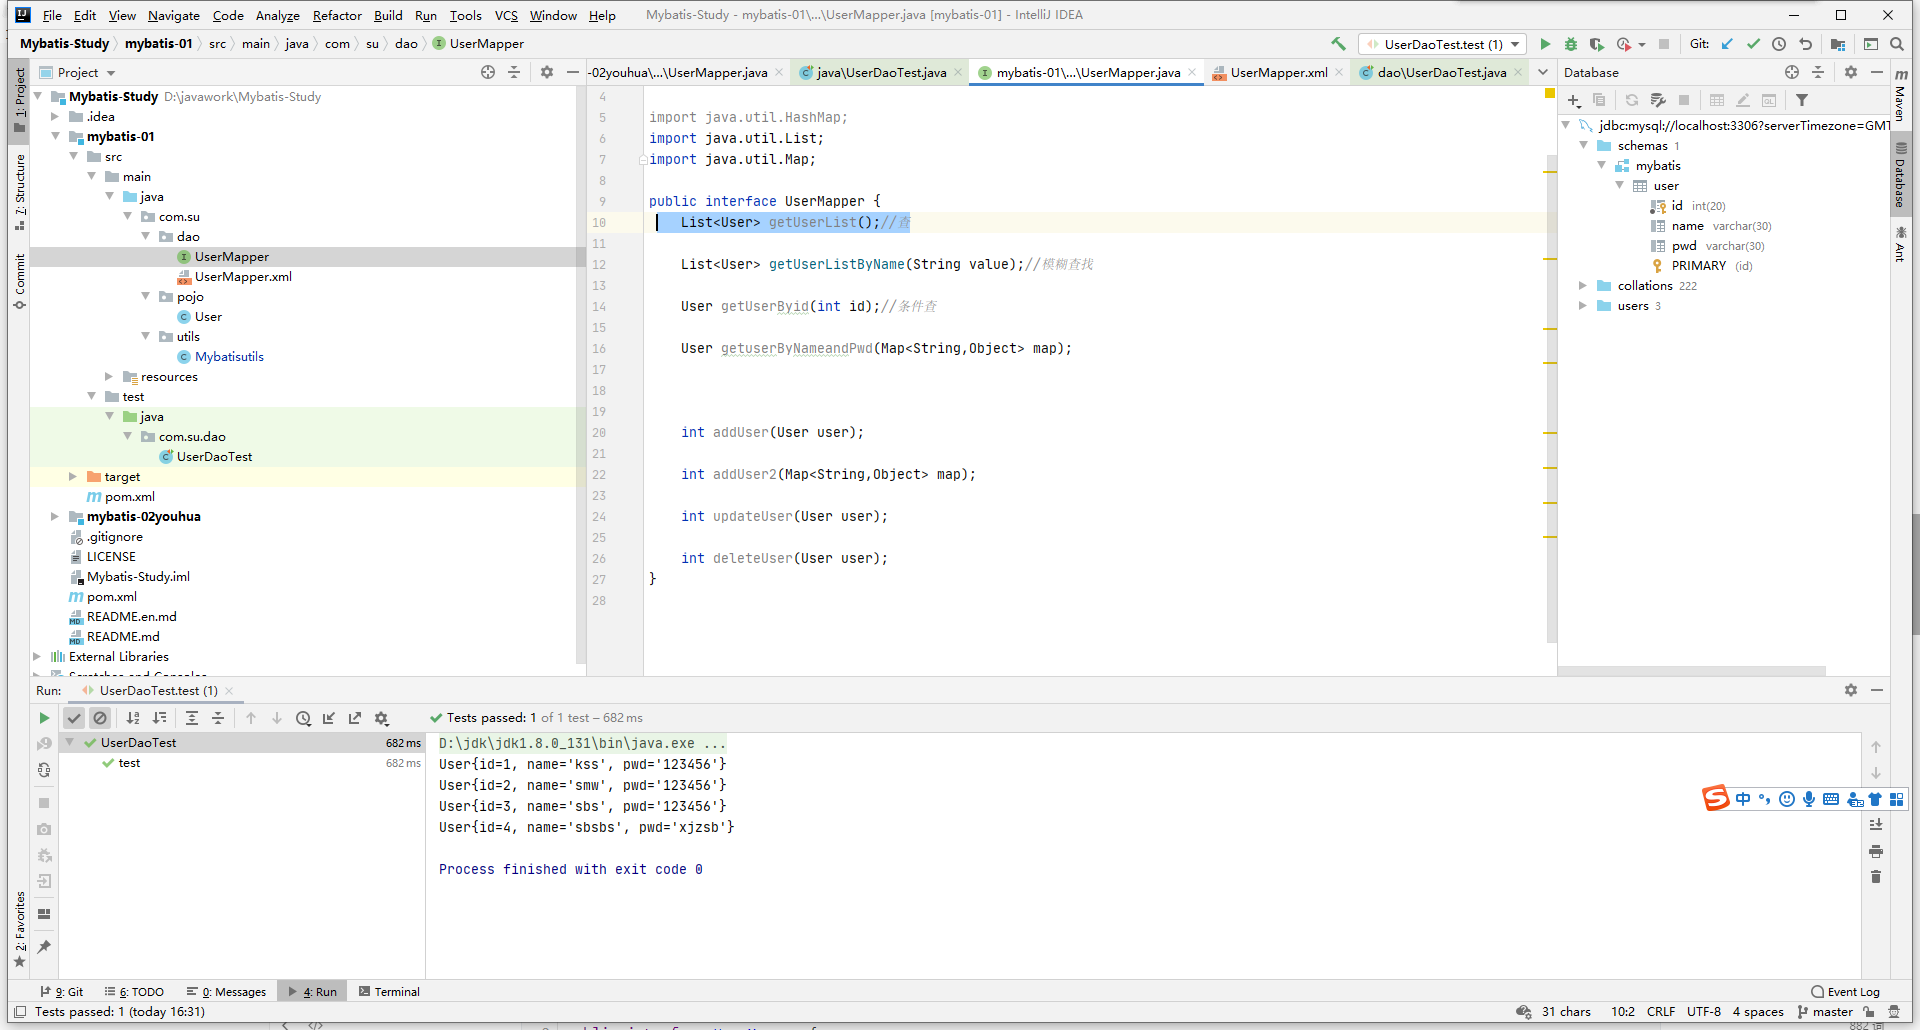 File Edit View Navigate Code Analyze Refactor Build Run Tools VCS Window Help Mybatis-Study - mybatis-01\...\UserMapper.java [mybatis-01] - IntelliJ IDEA
Mybatis-Study mybatis-01 src main java com su dao UserMapper
UserDaoTest.test (1)
Git:
1: Project
7: Structure
Commit
2: Favorites
Project
Mybatis-Study D:\javawork\Mybatis-Study
.idea
mybatis-01
src
main
java
com.su
dao
UserMapper
UserMapper.xml
pojo
User
utils
Mybatisutils
resources
test
java
com.su.dao
UserDaoTest
target
pom.xml
mybatis-02youhua
.gitignore
LICENSE
Mybatis-Study.iml
pom.xml
README.en.md
README.md
External Libraries
Scratches and Consoles
-02youhua\...\UserMapper.java java\UserDaoTest.java mybatis-01\...\UserMapper.java UserMapper.xml dao\UserDaoTest.java
4
5 import java.util.HashMap;
6 import java.util.List;
7 import java.util.Map;
8
9 public interface UserMapper {
10 List<User> getUserList();//查
11
12 List<User> getUserListByName(String value);//模糊查找
13
14 User getUserByid(int id);//条件查
15
16 User getuserByNameandPwd(Map<String,Object> map);
17
18
19
20 int addUser(User user);
21
22 int addUser2(Map<String,Object> map);
23
24 int updateUser(User user);
25
26 int deleteUser(User user);
27 }
28
Database
jdbc:mysql://localhost:3306?serverTimezone=GMT
schemas 1
mybatis
user
id int(20)
name varchar(30)
pwd varchar(30)
PRIMARY (id)
collations 222
users 3
Maven
Database
Ant
Run: UserDaoTest.test (1)
Tests passed: 1 of 1 test – 682 ms
UserDaoTest 682 ms
test 682 ms
D:\jdk\jdk1.8.0_131\bin\java.exe ...
User{id=1, name='kss', pwd='123456'}
User{id=2, name='smw', pwd='123456'}
User{id=3, name='sbs', pwd='123456'}
User{id=4, name='sbsbs', pwd='xjzsb'}
Process finished with exit code 0
中
9: Git 6: TODO 0: Messages 4: Run Terminal Event Log
Tests passed: 1 (today 16:31) 31 chars 10:2 CRLF UTF-8 4 spaces master